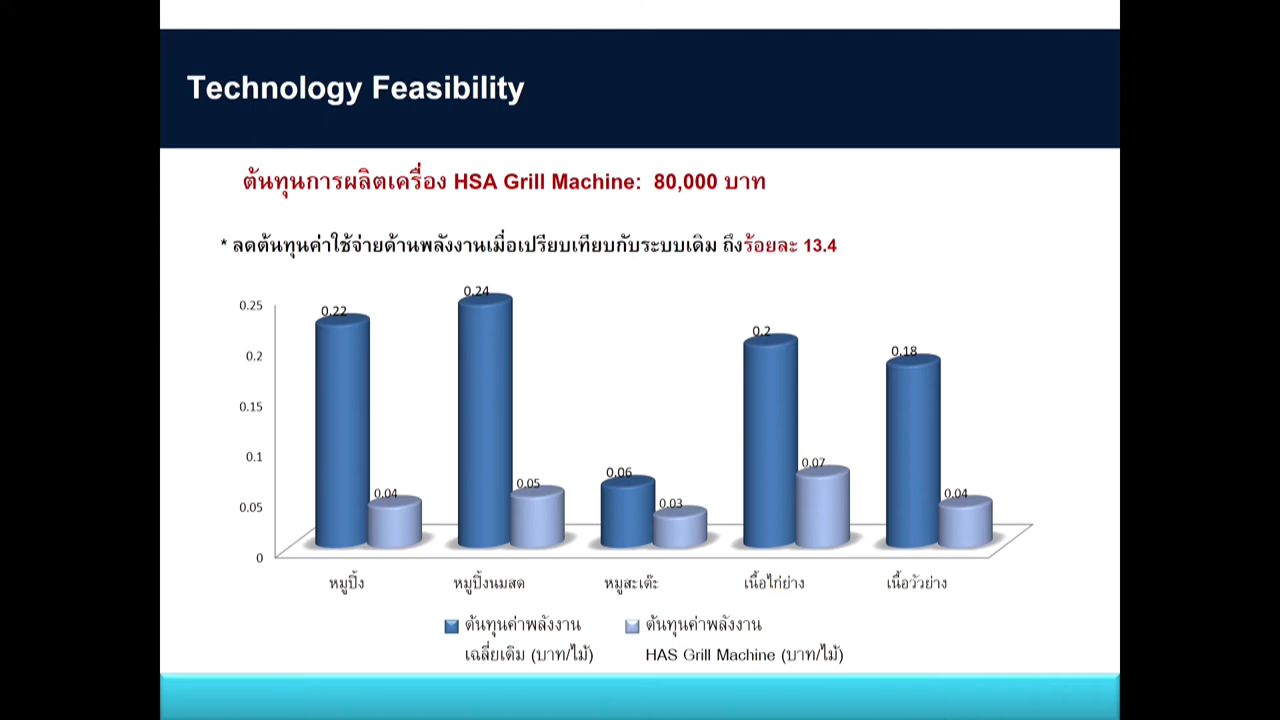 Technology Feasibility
ต้นทุนการผลิตเครื่อง HSA Grill Machine: 80,000 บาท
* ลดต้นทุนค่าใช้จ่ายด้านพลังงานเมื่อเปรียบเทียบกับระบบเดิม ถึงร้อยละ 13.4
0.25
0.2
0.15
0.1
0.05
0
0.22
0.04
0.24
0.05
0.06
0.03
0.2
0.07
0.18
0.04
หมูปิ้ง
หมูปิ้งนมสด
หมูสะเต๊ะ
เนื้อไก่ย่าง
เนื้อวัวย่าง
ต้นทุนค่าพลังงาน
เฉลี่ยเดิม (บาท/ไม้)
ต้นทุนค่าพลังงาน
HAS Grill Machine (บาท/ไม้)